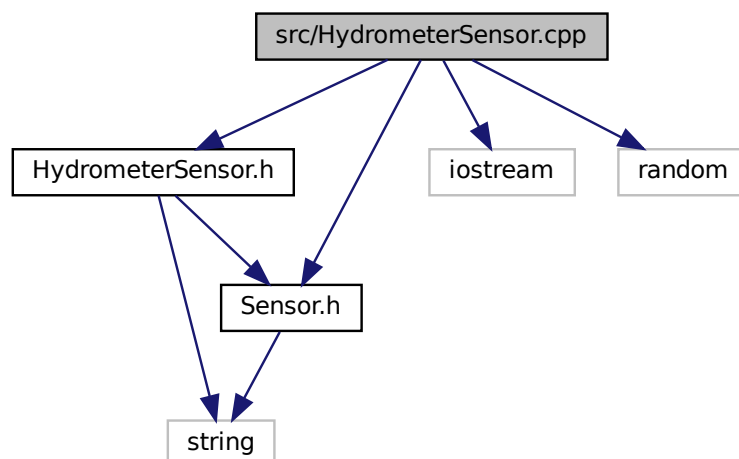 src/HydrometerSensor.cpp
HydrometerSensor.h
iostream
random
Sensor.h
string